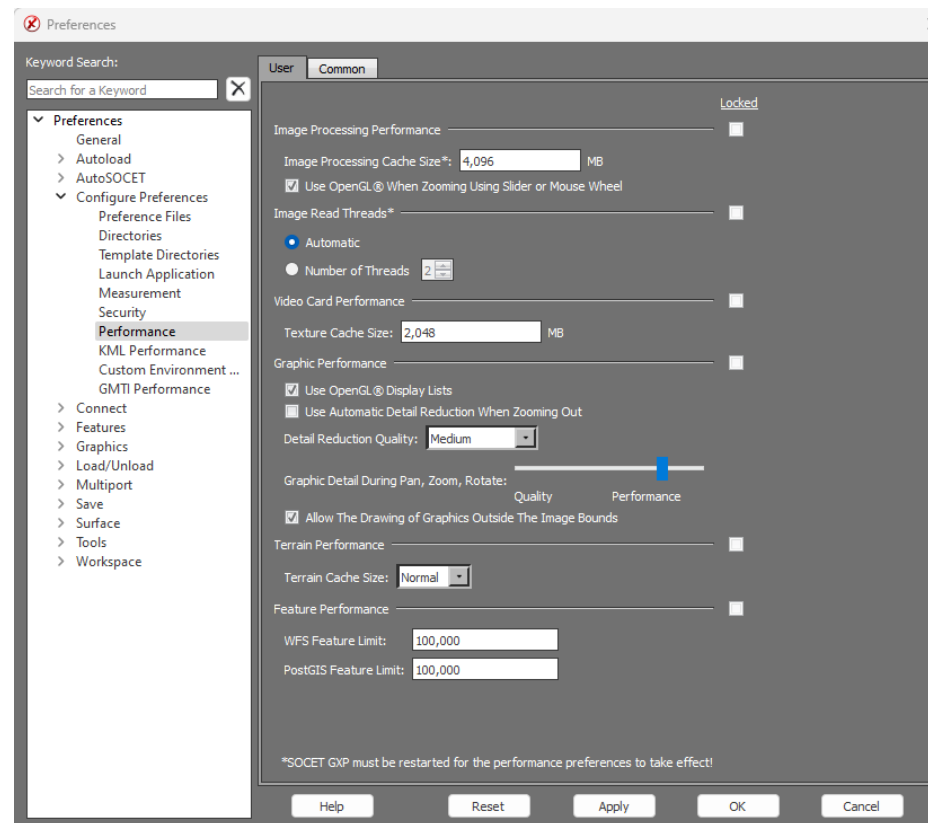 Preferences
Keyword Search:
Search for a Keyword
Preferences
General
Autoload
AutoSOCET
Configure Preferences
Preference Files
Directories
Template Directories
Launch Application
Measurement
Security
Performance
KML Performance
Custom Environment ...
GMTI Performance
Connect
Features
Graphics
Load/Unload
Multiport
Save
Surface
Tools
Workspace
User Common
Locked
Image Processing Performance
Image Processing Cache Size*: 4,096 MB
Use OpenGL® When Zooming Using Slider or Mouse Wheel
Image Read Threads*
Automatic
Number of Threads 2
Video Card Performance
Texture Cache Size: 2,048 MB
Graphic Performance
Use OpenGL® Display Lists
Use Automatic Detail Reduction When Zooming Out
Detail Reduction Quality: Medium
Graphic Detail During Pan, Zoom, Rotate:
Quality Performance
Allow The Drawing of Graphics Outside The Image Bounds
Terrain Performance
Terrain Cache Size: Normal
Feature Performance
WFS Feature Limit: 100,000
PostGIS Feature Limit: 100,000
*SOCET GXP must be restarted for the performance preferences to take effect!
Help Reset Apply OK Cancel